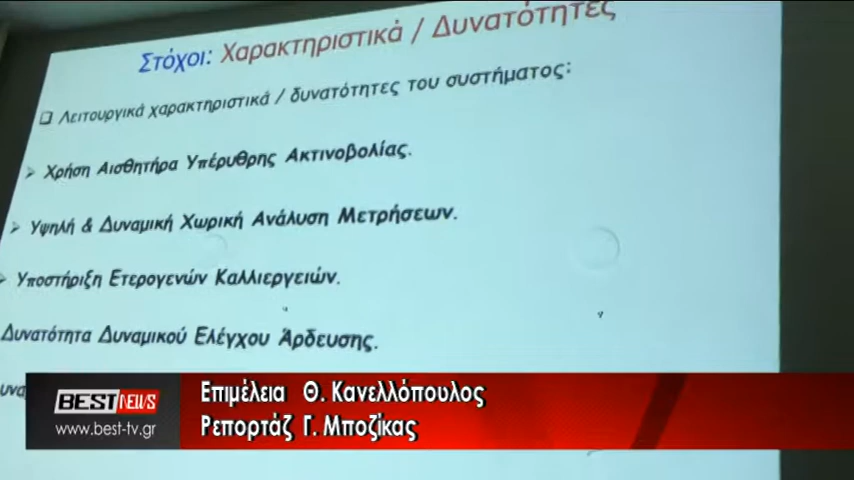 Στόχοι: Χαρακτηριστικά / Δυνατότητες
Λειτουργικά χαρακτηριστικά / δυνατότητες του συστήματος:
Χρήση Αισθητήρα Υπέρυθρης Ακτινοβολίας.
Υψηλή & Δυναμική Χωρική Ανάλυση Μετρήσεων.
Υποστήριξη Ετερογενών Καλλιεργειών.
Δυνατότητα Δυναμικού Ελέγχου Άρδευσης.
BEST NEWS
www.best-tv.gr
Επιμέλεια Θ. Κανελλόπουλος
Ρεπορτάζ Γ. Μποζίκας